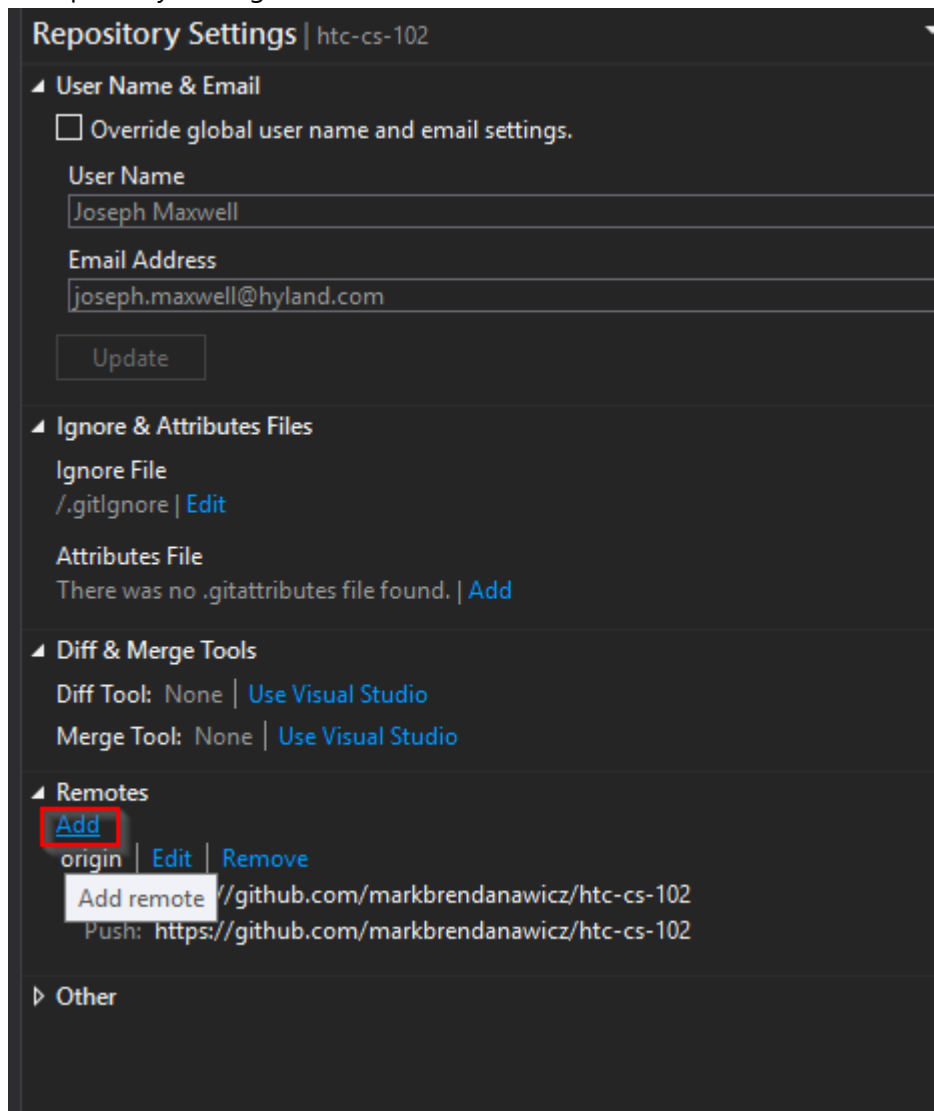 Repository Settings | htc-cs-102
User Name & Email
Override global user name and email settings.
User Name
Joseph Maxwell
Email Address
joseph.maxwell@hyland.com
Update
Ignore & Attributes Files
Ignore File
/.gitIgnore | Edit
Attributes File
There was no .gitattributes file found. | Add
Diff & Merge Tools
Diff Tool: None | Use Visual Studio
Merge Tool: None | Use Visual Studio
Remotes
Add
origin | Edit | Remove
Add remote //github.com/markbrendanawicz/htc-cs-102
Push: https://github.com/markbrendanawicz/htc-cs-102
Other